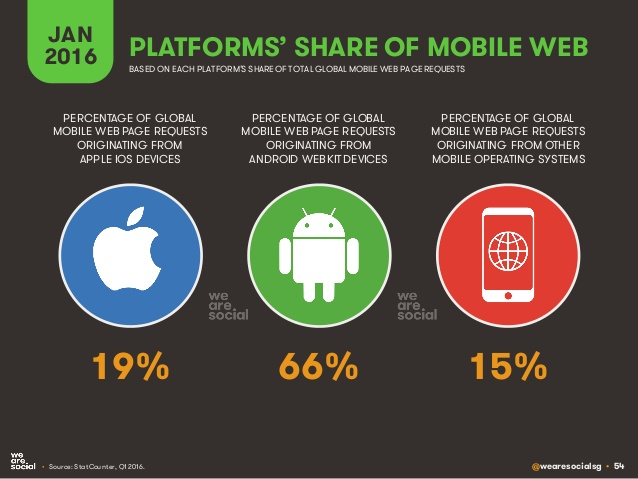 JAN
2016
PLATFORMS’ SHARE OF MOBILE WEB
BASED ON EACH PLATFORM'S SHARE OF TOTAL GLOBAL MOBILE WEB PAGE REQUESTS
PERCENTAGE OF GLOBAL
MOBILE WEB PAGE REQUESTS
ORIGINATING FROM
APPLE IOS DEVICES
PERCENTAGE OF GLOBAL
MOBILE WEB PAGE REQUESTS
ORIGINATING FROM
ANDROID WEBKIT DEVICES
PERCENTAGE OF GLOBAL
MOBILE WEB PAGE REQUESTS
ORIGINATING FROM OTHER
MOBILE OPERATING SYSTEMS
we
are
social
we
are
social
19%
66%
15%
we
are
social
• Source: StatCounter, Q1 2016.
@wearesocialsg • 54